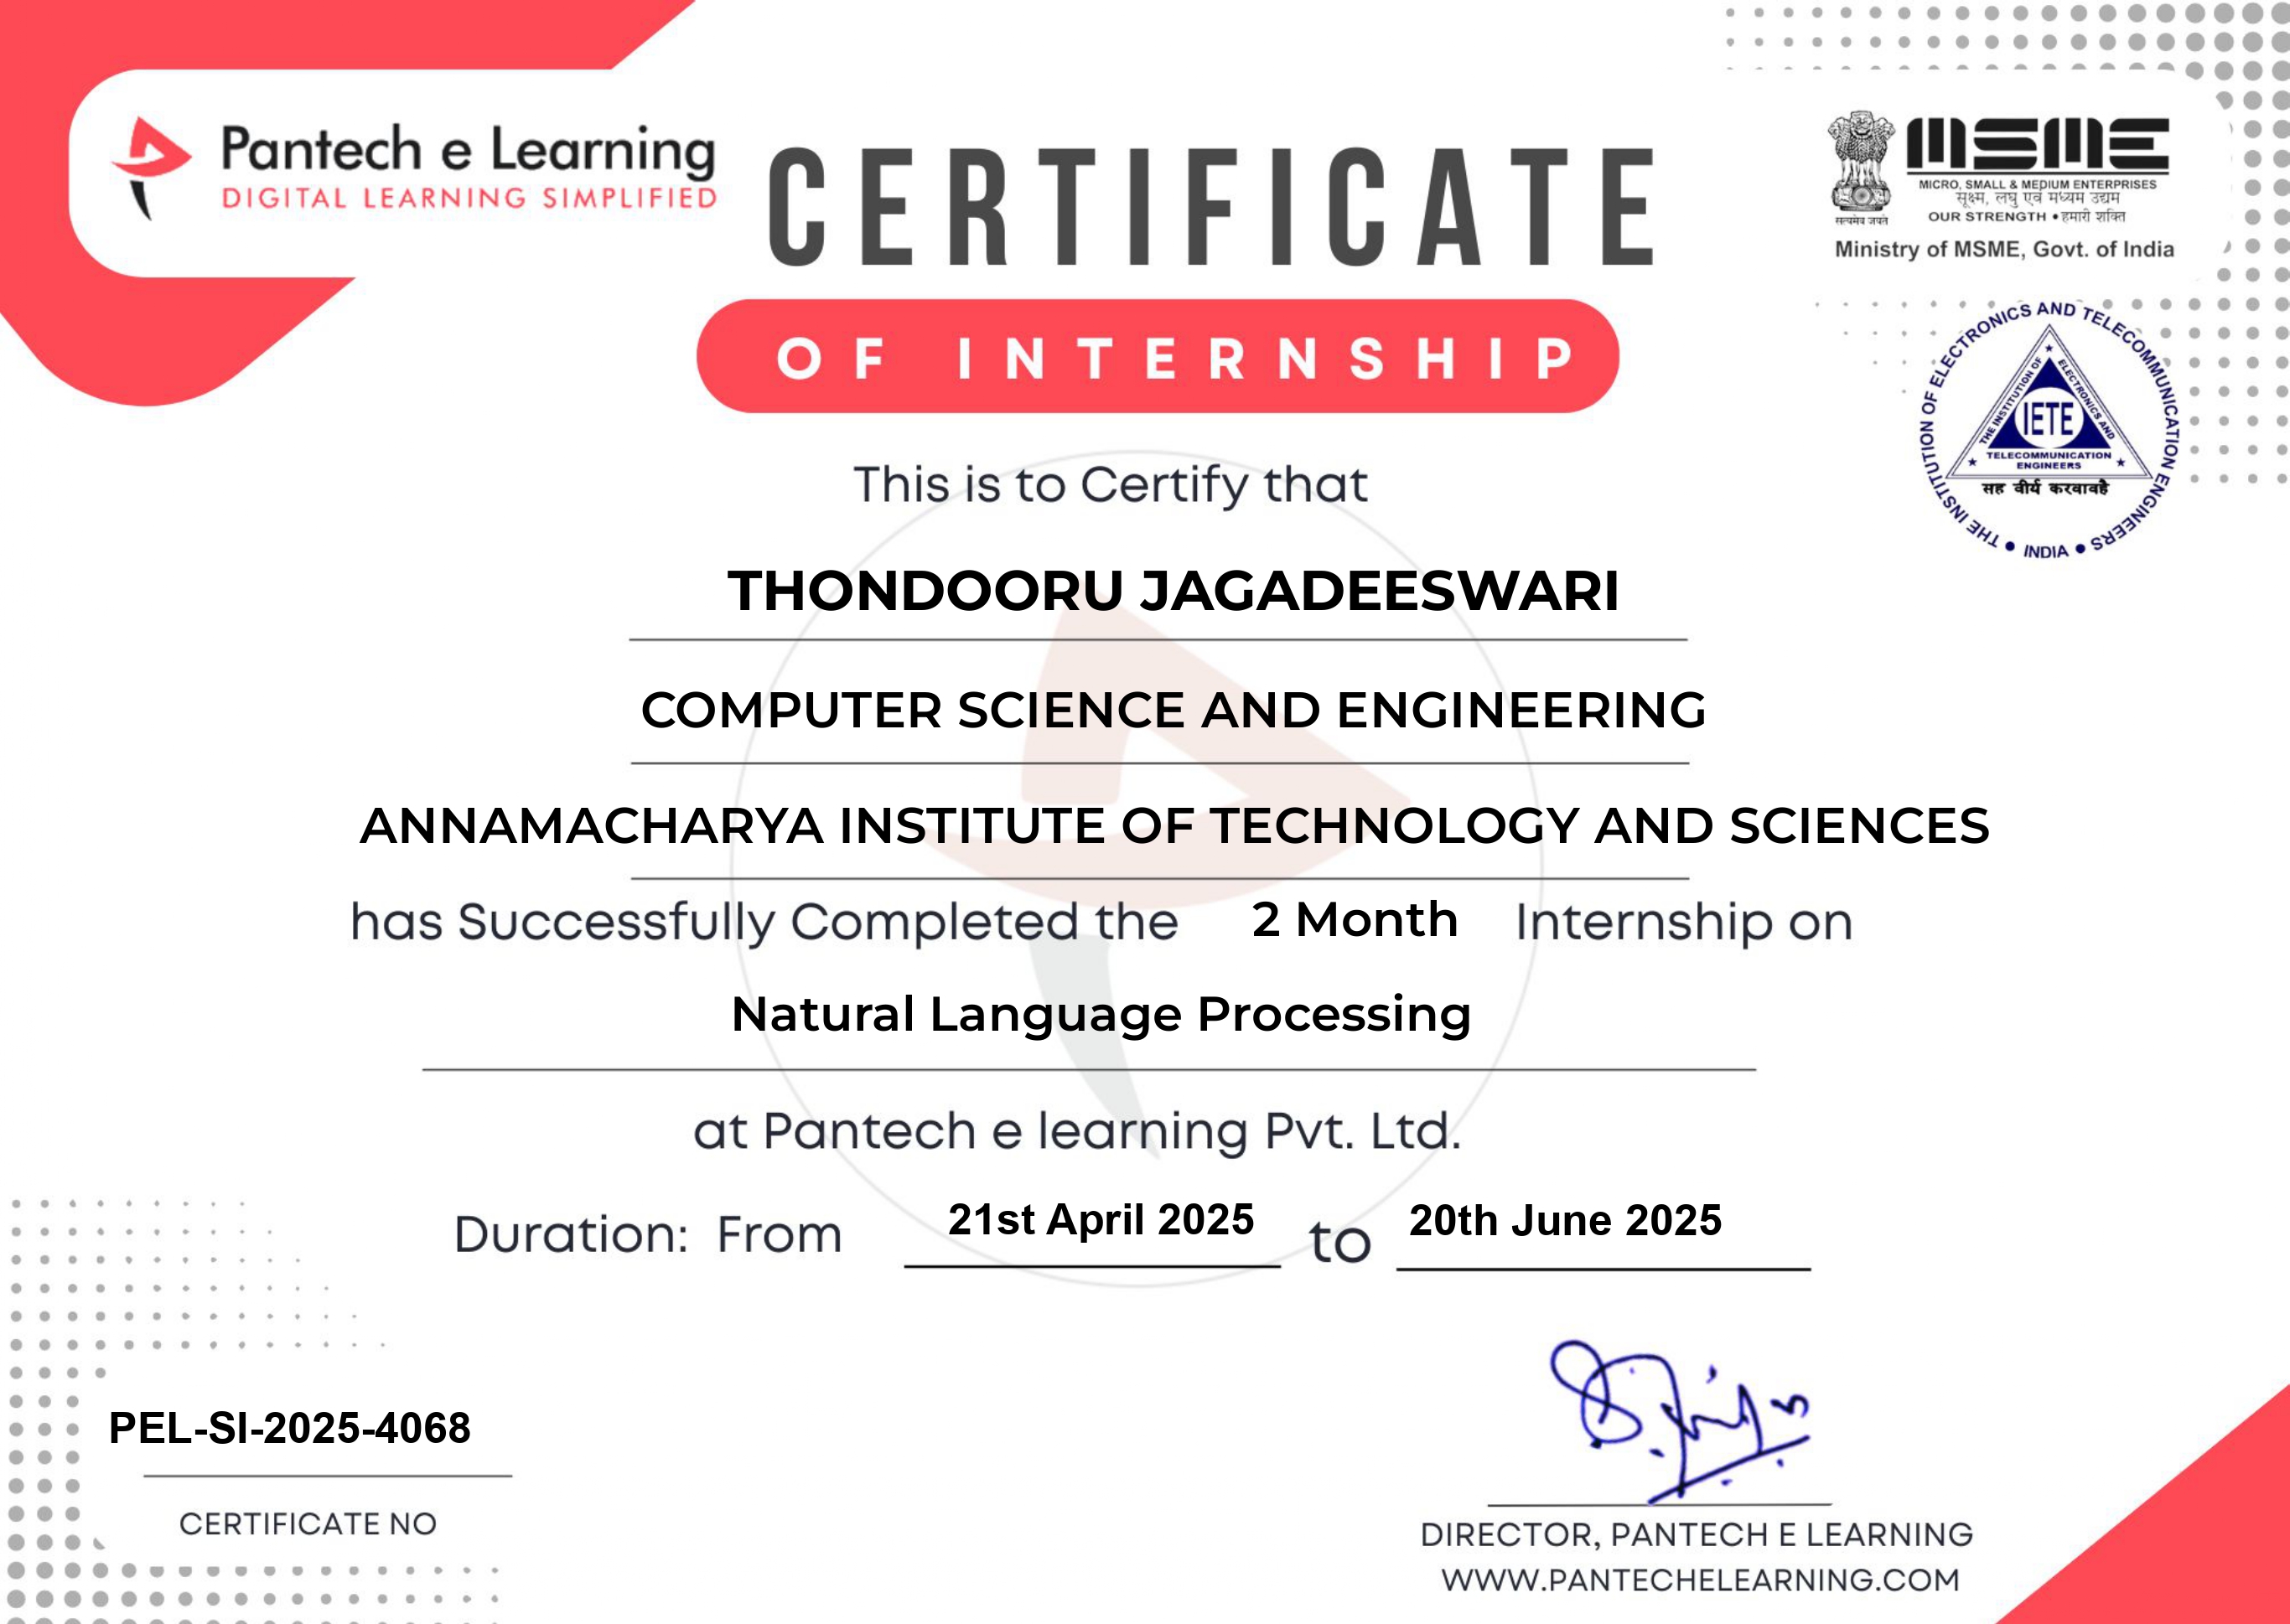 Pantech e Learning
DIGITAL LEARNING SIMPLIFIED
CERTIFICATE
OF INTERNSHIP
सत्यमेव जयते
MSME
MICRO, SMALL & MEDIUM ENTERPRISES
सूक्ष्म, लघु एवं मध्यम उद्यम
OUR STRENGTH • हमारी शक्ति
Ministry of MSME, Govt. of India
THE INSTITUTION OF ELECTRONICS AND TELECOMMUNICATION ENGINEERS • INDIA •
THE INSTITUTION OF ELECTRONICS AND
IETE
TELECOMMUNICATION
ENGINEERS
सह वीर्य करवावहै
This is to Certify that
THONDOORU JAGADEESWARI
COMPUTER SCIENCE AND ENGINEERING
ANNAMACHARYA INSTITUTE OF TECHNOLOGY AND SCIENCES
has Successfully Completed the 2 Month Internship on
Natural Language Processing
at Pantech e learning Pvt. Ltd.
Duration: From 21st April 2025 to 20th June 2025
PEL-SI-2025-4068
CERTIFICATE NO
DIRECTOR, PANTECH E LEARNING
WWW.PANTECHELEARNING.COM